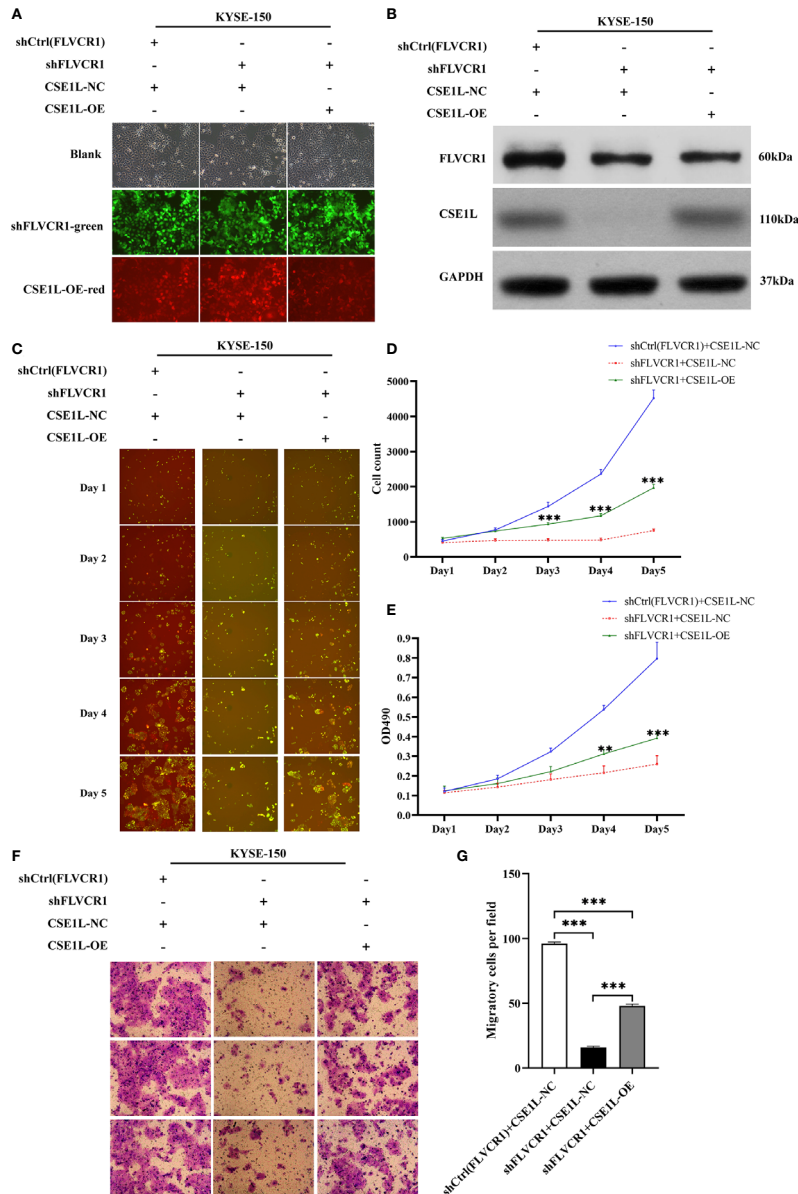 A
KYSE-150
shCtrl(FLVCR1) + - -
shFLVCR1 - + +
CSE1L-NC + + -
CSE1L-OE - - +
Blank
shFLVCR1-green
CSE1L-OE-red
B
KYSE-150
shCtrl(FLVCR1) + - -
shFLVCR1 - + +
CSE1L-NC + + -
CSE1L-OE - - +
FLVCR1 60kDa
CSE1L 110kDa
GAPDH 37kDa
C
KYSE-150
shCtrl(FLVCR1) + - -
shFLVCR1 - + +
CSE1L-NC + + -
CSE1L-OE - - +
Day 1
Day 2
Day 3
Day 4
Day 5
D
shCtrl(FLVCR1)+CSE1L-NC
shFLVCR1+CSE1L-NC
shFLVCR1+CSE1L-OE
Cell count
5000
4000
3000
2000
1000
0
*** *** ***
Day1 Day2 Day3 Day4 Day5
E
shCtrl(FLVCR1)+CSE1L-NC
shFLVCR1+CSE1L-NC
shFLVCR1+CSE1L-OE
OD490
0.9
0.8
0.7
0.6
0.5
0.4
0.3
0.2
0.1
0.0
** ***
Day1 Day2 Day3 Day4 Day5
F
KYSE-150
shCtrl(FLVCR1) + - -
shFLVCR1 - + +
CSE1L-NC + + -
CSE1L-OE - - +
G
Migratory cells per field
150
100
50
0
***
***
***
shCtrl(FLVCR1)+CSE1L-NC
shFLVCR1+CSE1L-NC
shFLVCR1+CSE1L-OE